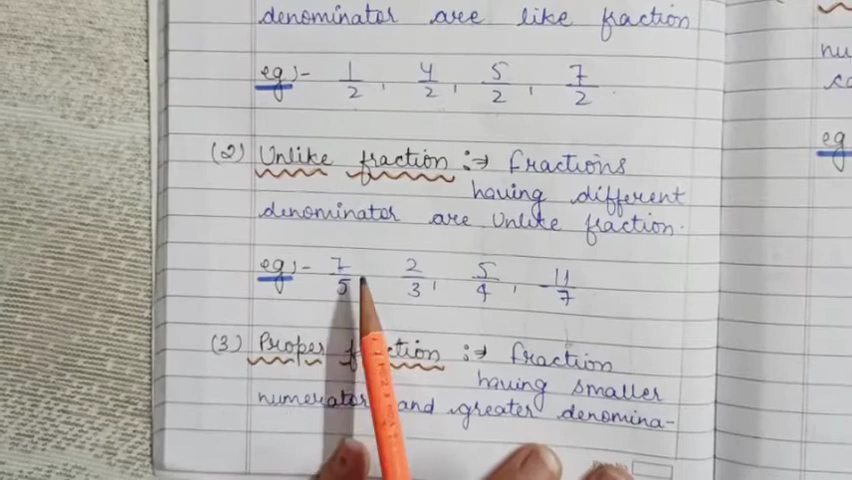 denominator are like fraction
eg:- 1/2, 4/2, 5/2, 7/2
(2) Unlike fraction :→ fractions
having different
denominator are Unlike fraction.
eg:- 7/5 2/3, 5/4, 11/7
(3) Proper fraction :→ fraction
having smaller
numerator and greater denomina-
nu
eg